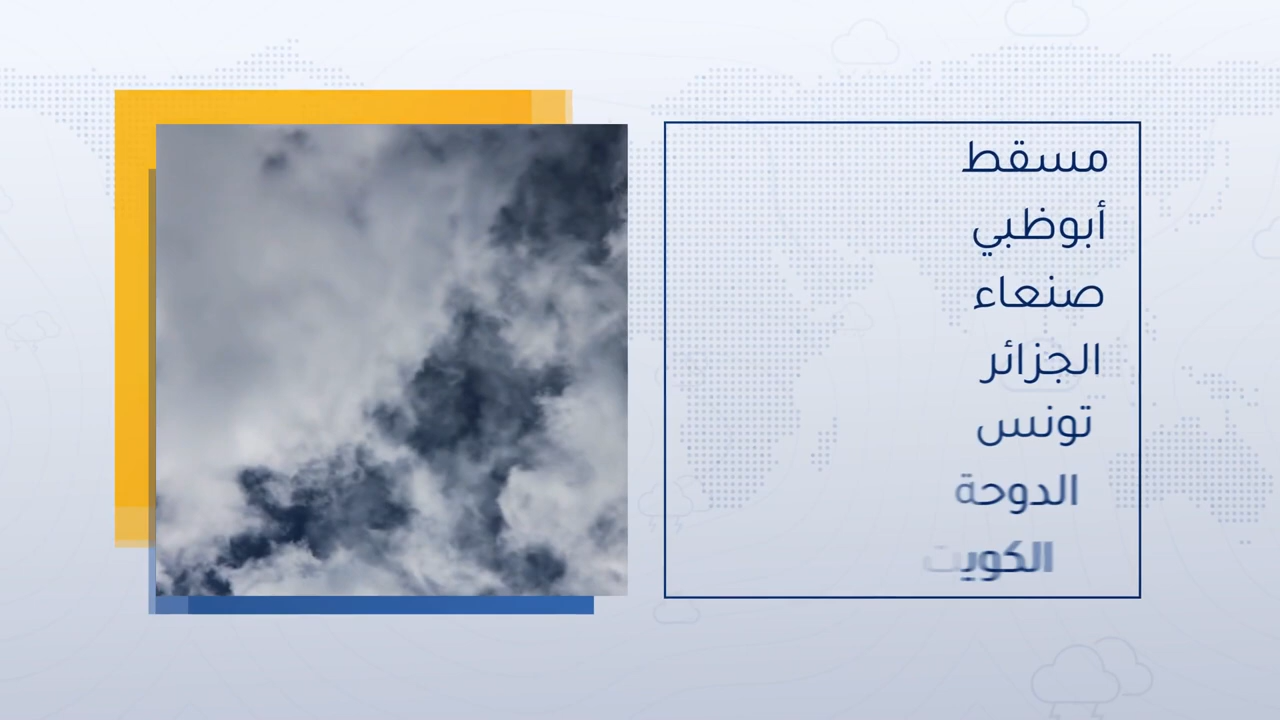 مسقط
أبوظبي
صنعاء
الجزائر
تونس
الدوحة
الكويت